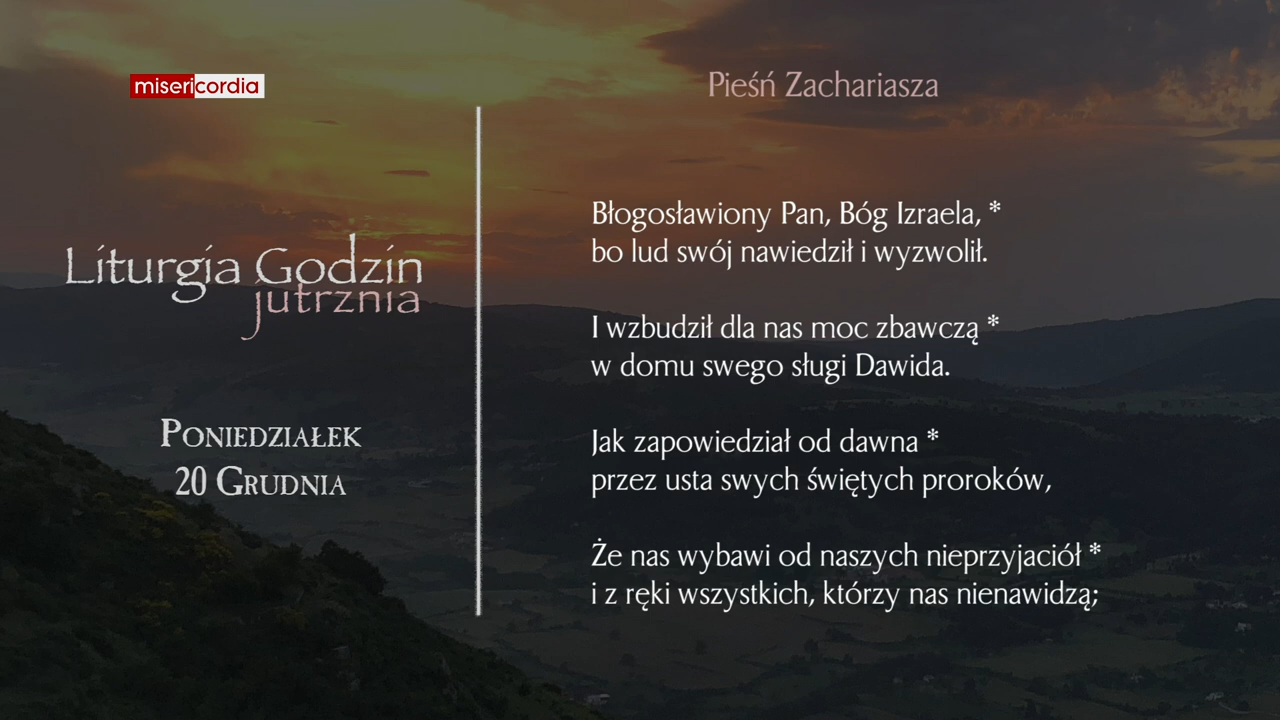 misericordia
Liturgia Godzin
jutrznia
Poniedziałek
20 Grudnia
Pieśń Zachariasza
Błogosławiony Pan, Bóg Izraela, *
bo lud swój nawiedził i wyzwolił.
I wzbudził dla nas moc zbawczą *
w domu swego sługi Dawida.
Jak zapowiedział od dawna *
przez usta swych świętych proroków,
Że nas wybawi od naszych nieprzyjaciół *
i z ręki wszystkich, którzy nas nienawidzą;